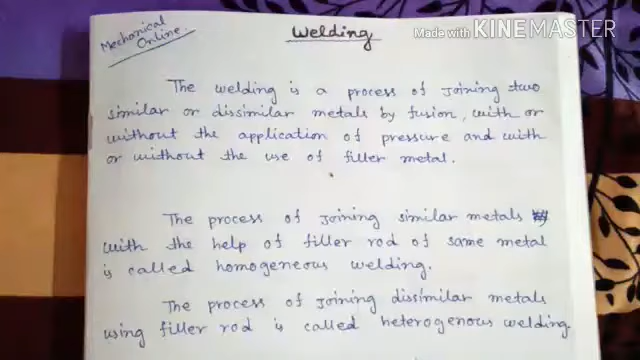 Mechanical
Online.
Welding
Made with KINEMASTER
The welding is a process of joining two
similar or dissimilar metals by fusion, with or
without the application of pressure and with
or without the use of filler metal.
The process of joining similar metals
with the help of filler rod of same metal
is called homogeneous welding.
The process of joining dissimilar metals
using filler rod is called heterogenous welding.